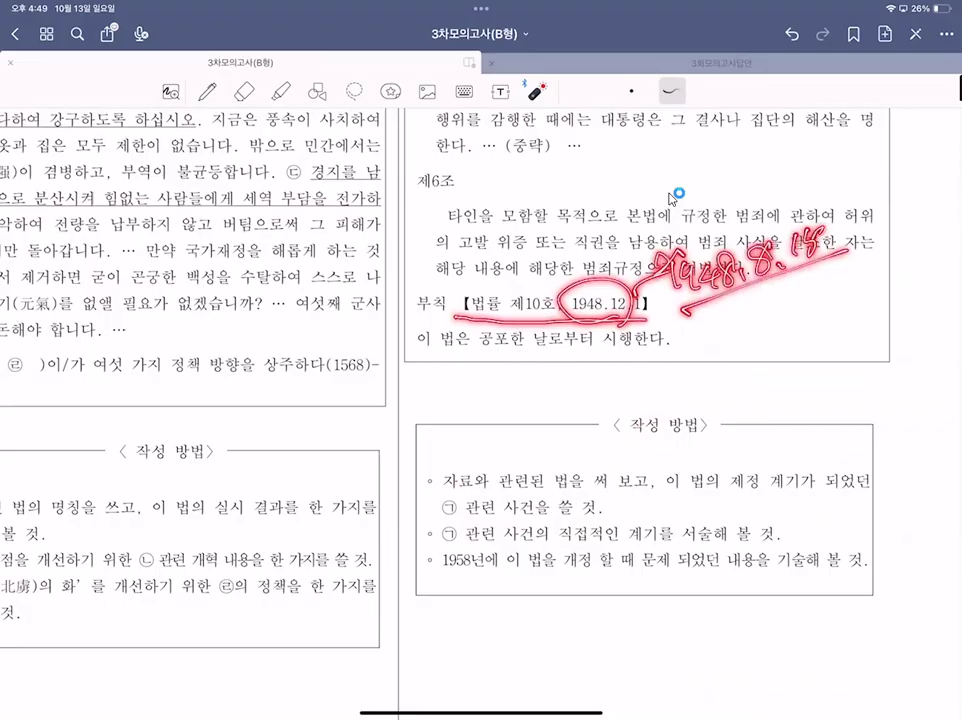 오후 4:49 10월 13일 일요일
26%
3차모의고사(B형)
3차모의고사(B형)
3회모의고사답안
다하여 강구하도록 하십시오. 지금은 풍속이 사치하여
옷과 집은 모두 제한이 없습니다. 밖으로 민간에서는
强)이 겸병하고, 부역이 불균등합니다. ㉢ 경지를 남
으로 분산시켜 힘없는 사람들에게 세역 부담을 전가하
악하여 전량을 납부하지 않고 버팀으로써 그 피해가
만 돌아갑니다. … 만약 국가재정을 해롭게 하는 것
서 제거하면 굳이 곤궁한 백성을 수탈하여 스스로 나
기(元氣)를 없앨 필요가 없겠습니까? … 여섯째 군사
돈해야 합니다. …
㉣ )이/가 여섯 가지 정책 방향을 상주하다(1568)-
〈 작성 방법〉
법의 명칭을 쓰고, 이 법의 실시 결과를 한 가지를
볼 것.
점을 개선하기 위한 ㉡ 관련 개혁 내용을 한 가지를 쓸 것.
北虜)의 화’를 개선하기 위한 ㉣의 정책을 한 가지를
것.
행위를 감행한 때에는 대통령은 그 결사나 집단의 해산을 명
한다. … (중략) …
제6조
타인을 모함할 목적으로 본법에 규정한 범죄에 관하여 허위
의 고발 위증 또는 직권을 남용하여 범죄 사실을 자는
해당 내용에 해당한 범죄규정으
1948.8.15
부칙 【법률 제10호 1948.12.1】
이 법은 공포한 날로부터 시행한다.
〈 작성 방법〉
◦ 자료와 관련된 법을 써 보고, 이 법의 제정 계기가 되었던
㉠ 관련 사건을 쓸 것.
◦ ㉠ 관련 사건의 직접적인 계기를 서술해 볼 것.
◦ 1958년에 이 법을 개정 할 때 문제 되었던 내용을 기술해 볼 것.